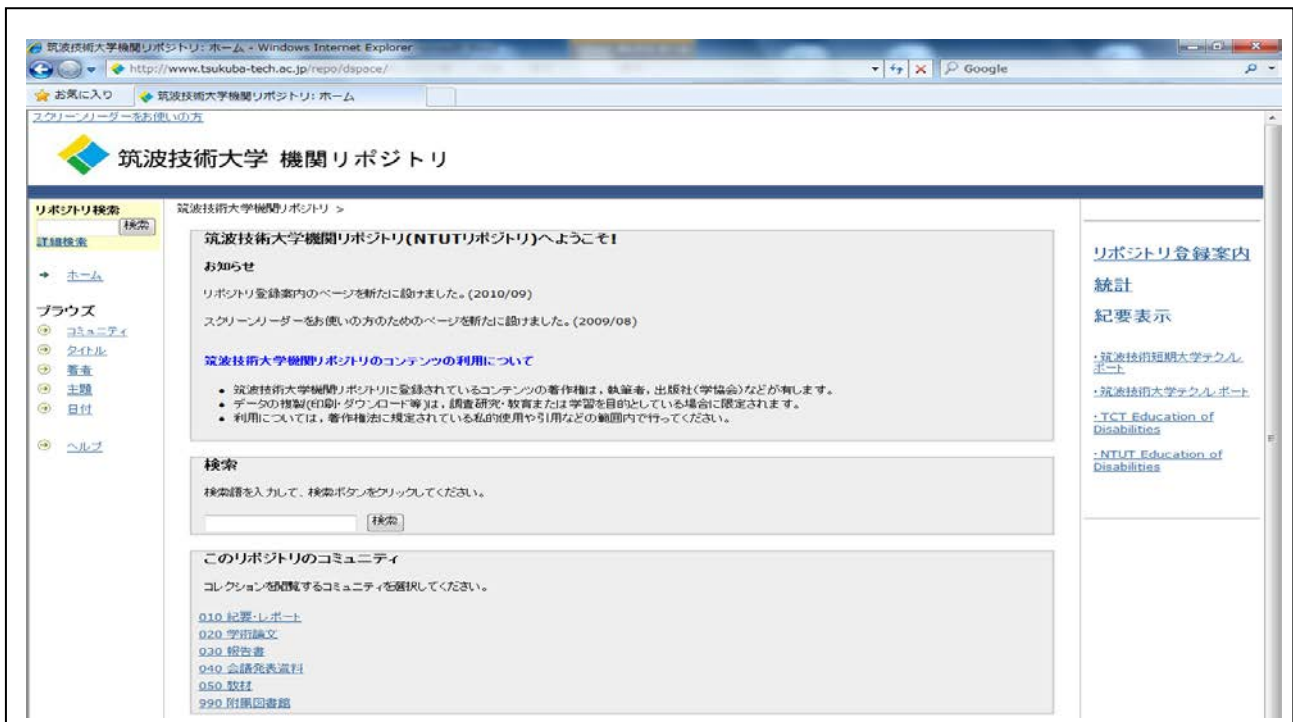 筑波技術大学機関リポジトリ: ホーム - Windows Internet Explorer
http://www.tsukuba-tech.ac.jp/repo/dspace/
Google
お気に入り
筑波技術大学機関リポジトリ: ホーム
スクリーンリーダーをお使いの方
筑波技術大学 機関リポジトリ
リポジトリ検索
検索
詳細検索
ホーム
ブラウズ
コミュニティ
タイトル
著者
主題
日付
ヘルプ
筑波技術大学機関リポジトリ >
筑波技術大学機関リポジトリ(NTUTリポジトリ)へようこそ!
お知らせ
リポジトリ登録案内のページを新たに設けました。(2010/09)
スクリーンリーダーをお使いの方のためのページを新たに設けました。(2009/08)
筑波技術大学機関リポジトリのコンテンツの利用について
• 筑波技術大学機関リポジトリに登録されているコンテンツの著作権は，執筆者，出版社(学協会)などが有します。
• データの複製(印刷・ダウンロード等)は，調査研究・教育または学習を目的としている場合に限定されます。
• 利用については，著作権法に規定されている私的使用や引用などの範囲内で行ってください。
検索
検索語を入力して、検索ボタンをクリックしてください。
検索
このリポジトリのコミュニティ
コレクションを閲覧するコミュニティを選択してください。
010 紀要・レポート
020 学術論文
030 報告書
040 会議発表資料
050 教材
990 附属図書館
リポジトリ登録案内
統計
紀要表示
・筑波技術短期大学テクノレ
ポート
・筑波技術大学テクノレポート
・TCT Education of
Disabilities
・NTUT Education of
Disabilities